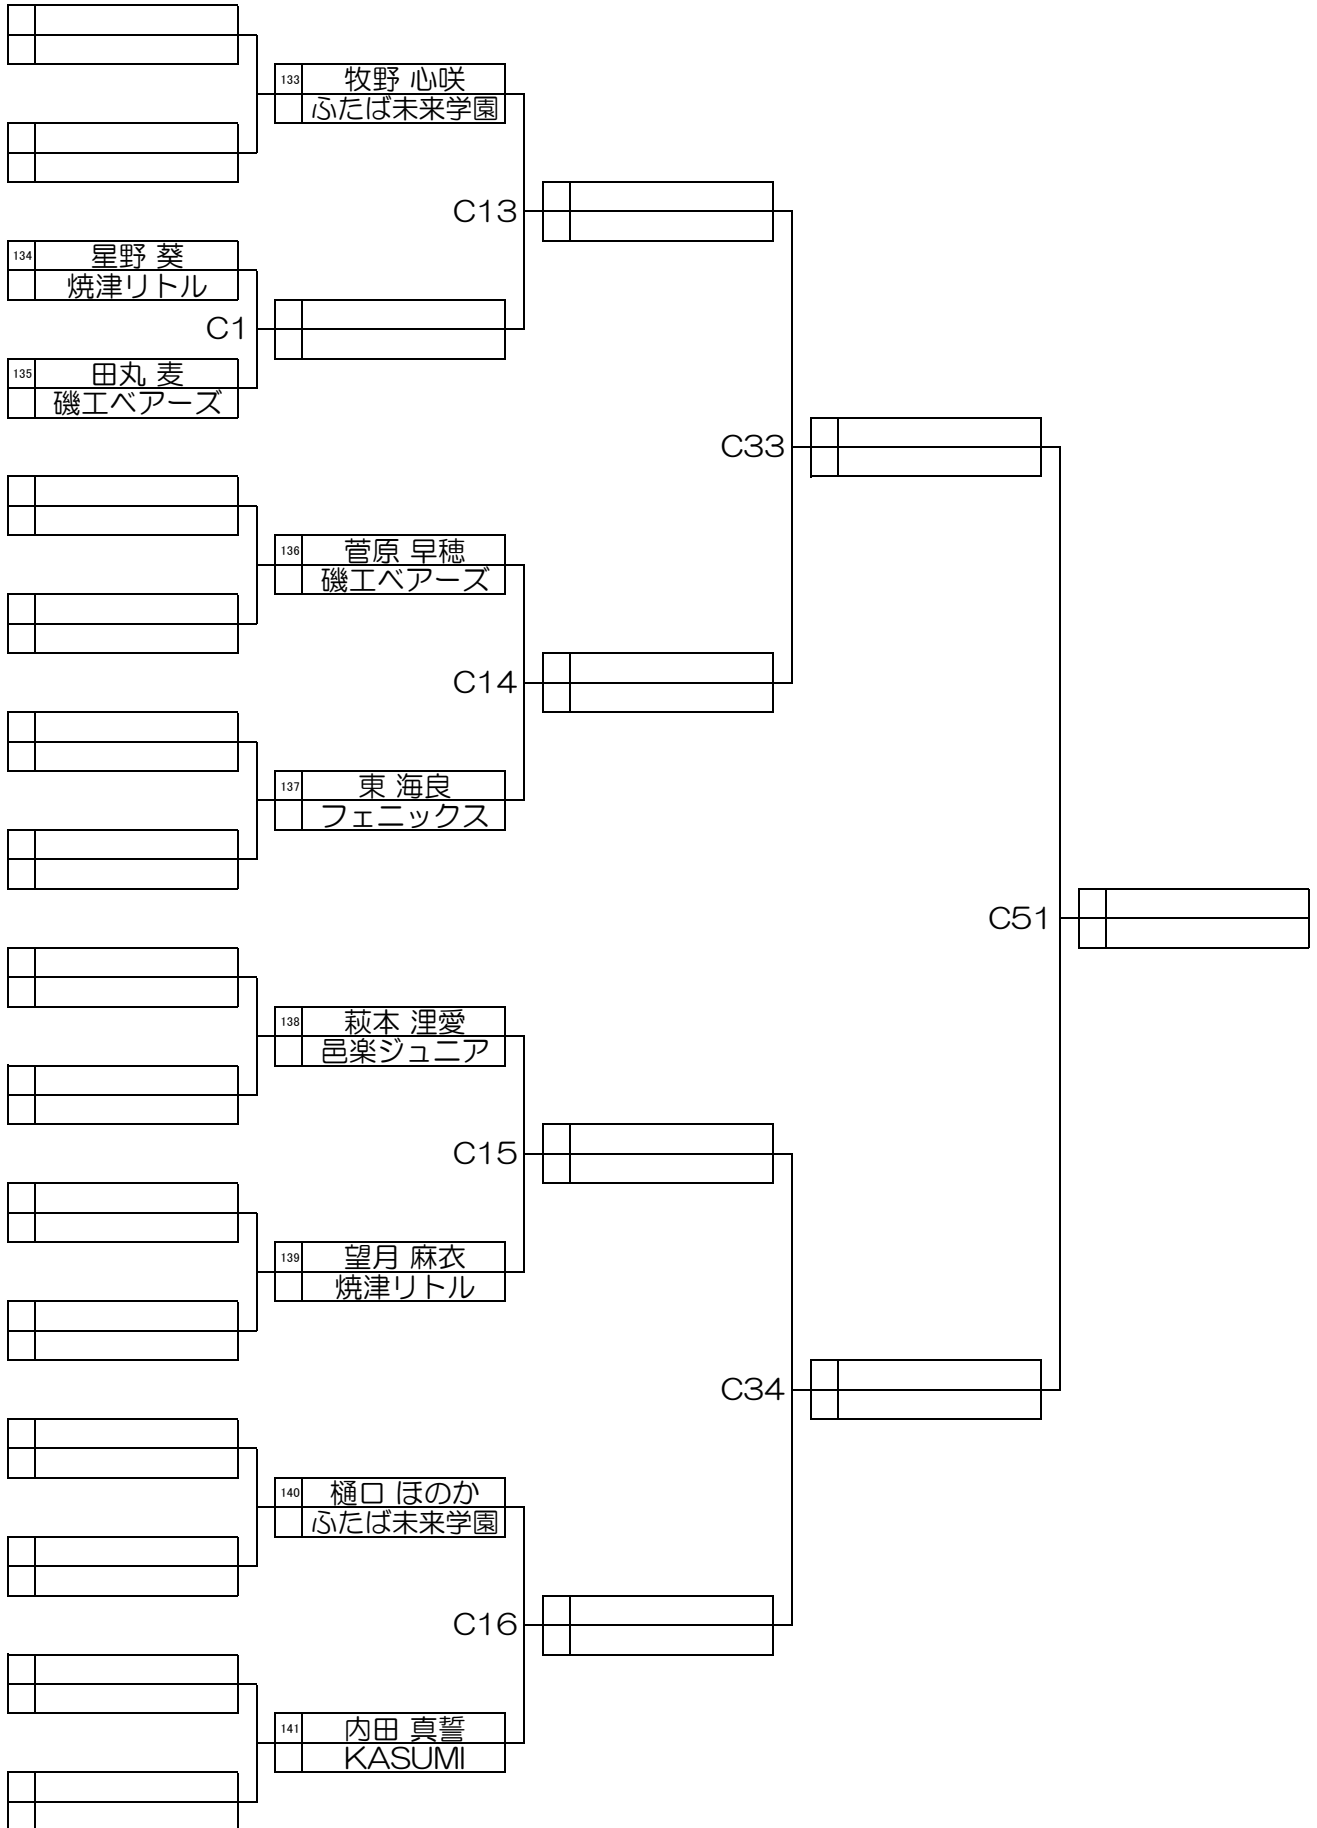 133 牧野 心咲
ふたば未来学園
C13
134 星野 葵
焼津リトル
C1
135 田丸 麦
磯工ベアーズ
C33
136 菅原 早穂
磯工ベアーズ
C14
137 東 海良
フェニックス
C51
138 萩本 浬愛
邑楽ジュニア
C15
139 望月 麻衣
焼津リトル
C34
140 樋口 ほのか
ふたば未来学園
C16
141 内田 真誓
KASUMI